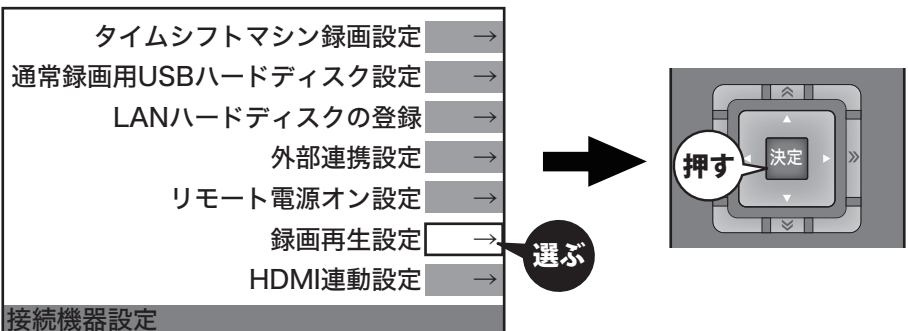 タイムシフトマシン録画設定 →
通常録画用USBハードディスク設定 →
LANハードディスクの登録 →
外部連携設定 →
リモート電源オン設定 →
録画再生設定 →
HDMI連動設定 →
接続機器設定
選ぶ
押す
決定